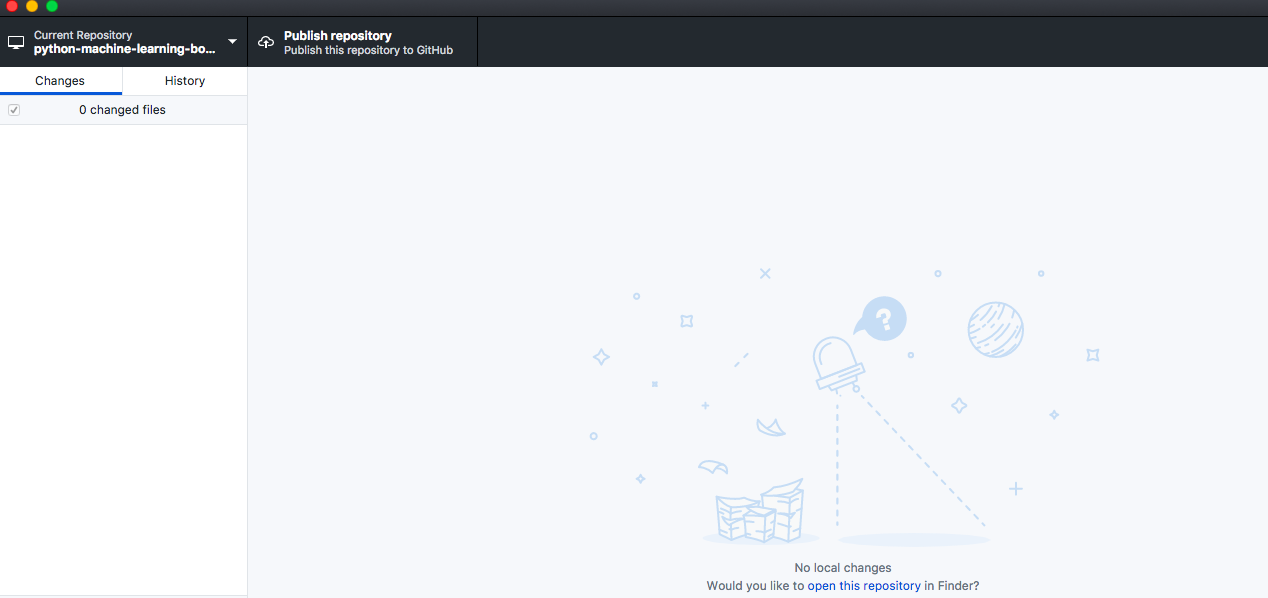 Current Repository
python-machine-learning-bo...
Publish repository
Publish this repository to GitHub
Changes
History
0 changed files
?
No local changes
Would you like to open this repository in Finder?